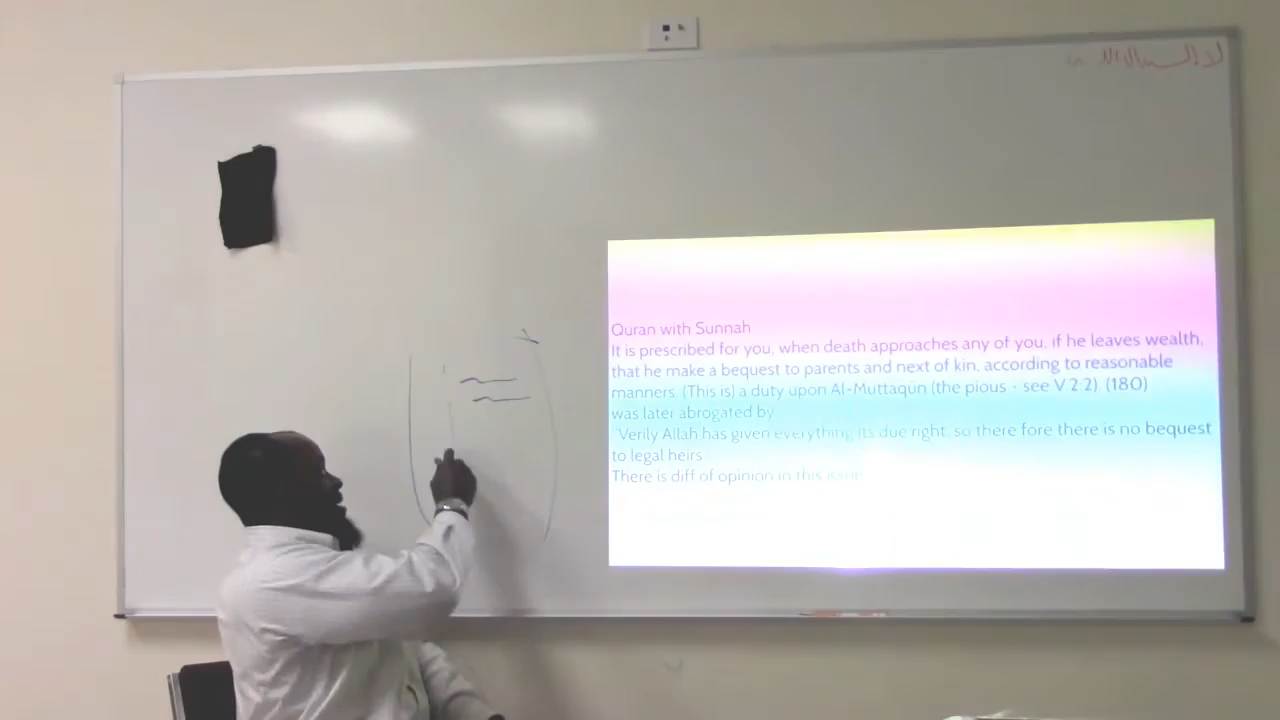 Quran with Sunnah
It is prescribed for you, when death approaches any of you, if he leaves wealth,
that he make a bequest to parents and next of kin, according to reasonable
manners. (This is) a duty upon Al-Muttaqun (the pious - see V.2:2) (180)
was later abrogated by
"Verily Allah has given everything its due right, so there fore there is no bequest
to legal heirs
There is diff of opinion in this issue